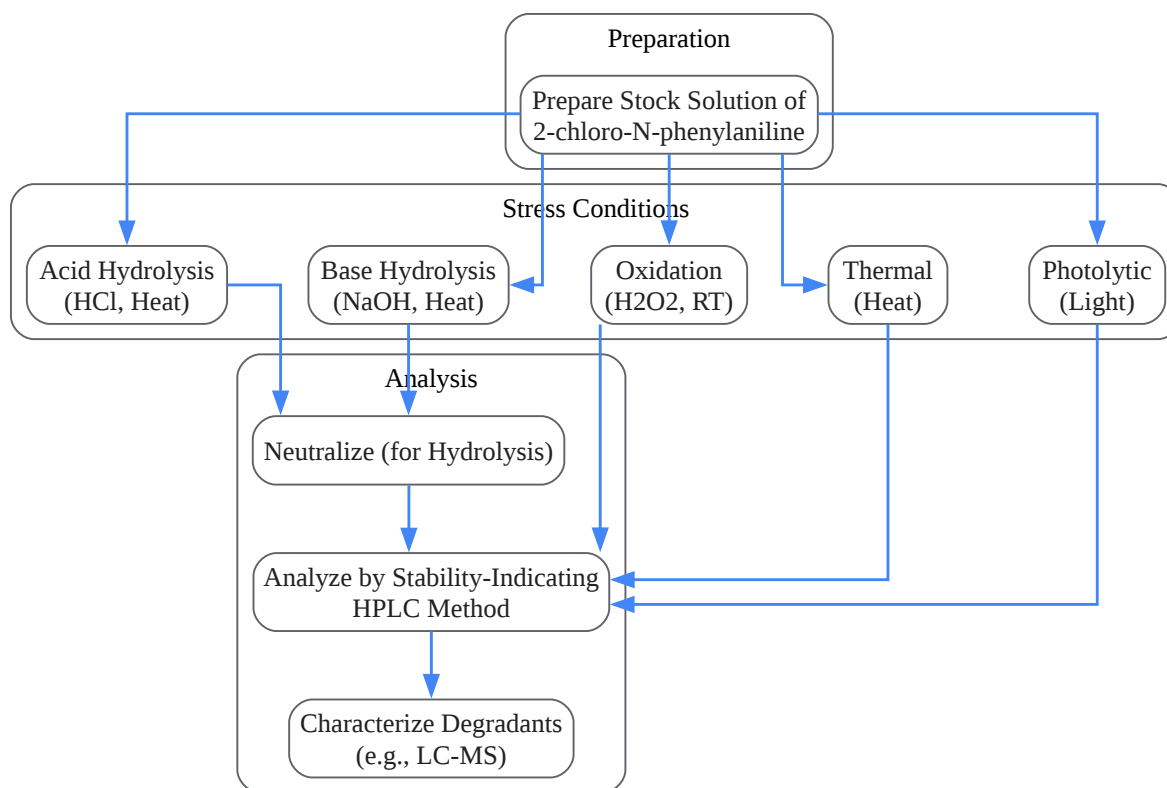 Preparation
Prepare Stock Solution of
2-chloro-N-phenylaniline
Stress Conditions
Acid Hydrolysis
(HCl, Heat)
Base Hydrolysis
(NaOH, Heat)
Oxidation
(H2O2, RT)
Thermal
(Heat)
Photolytic
(Light)
Analysis
Neutralize (for Hydrolysis)
Analyze by Stability-Indicating
HPLC Method
Characterize Degradants
(e.g., LC-MS)